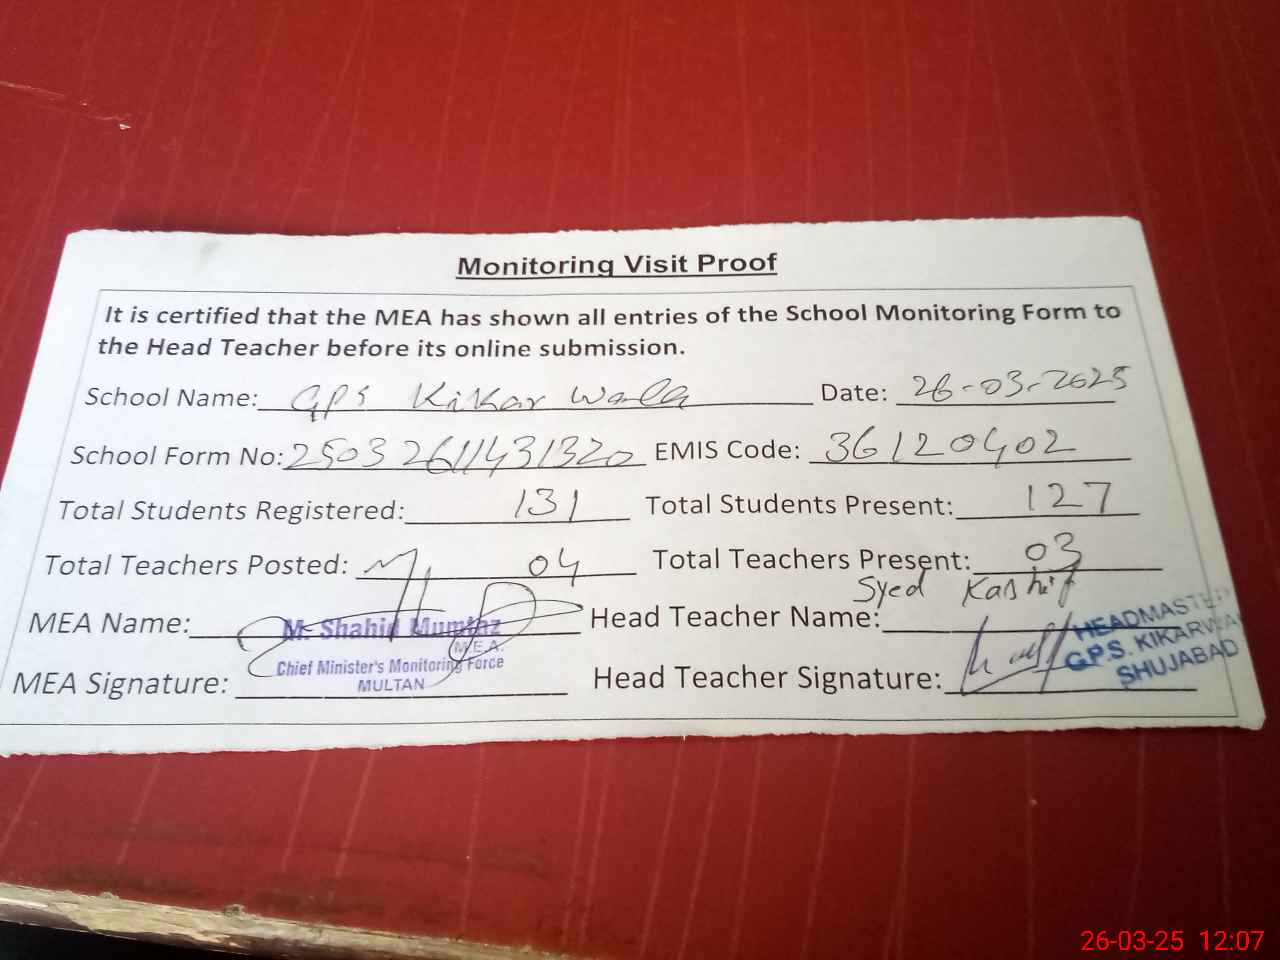 Monitoring Visit Proof
It is certified that the MEA has shown all entries of the School Monitoring Form to
the Head Teacher before its online submission.
School Name: GPS Kikar Wala Date: 26-03-2025
School Form No: 25032611431320 EMIS Code: 36120402
Total Students Registered: 131 Total Students Present: 127
Total Teachers Posted: 04 Total Teachers Present: 03
MEA Name: M. Shahid Mumtaz Head Teacher Name: Syed Kashif
M.E.A.
Chief Minister's Monitoring Force
MULTAN
MEA Signature: Head Teacher Signature:
HEADMASTER
G.P.S. KIKARWA
SHUJABAD
26-03-25 12:07